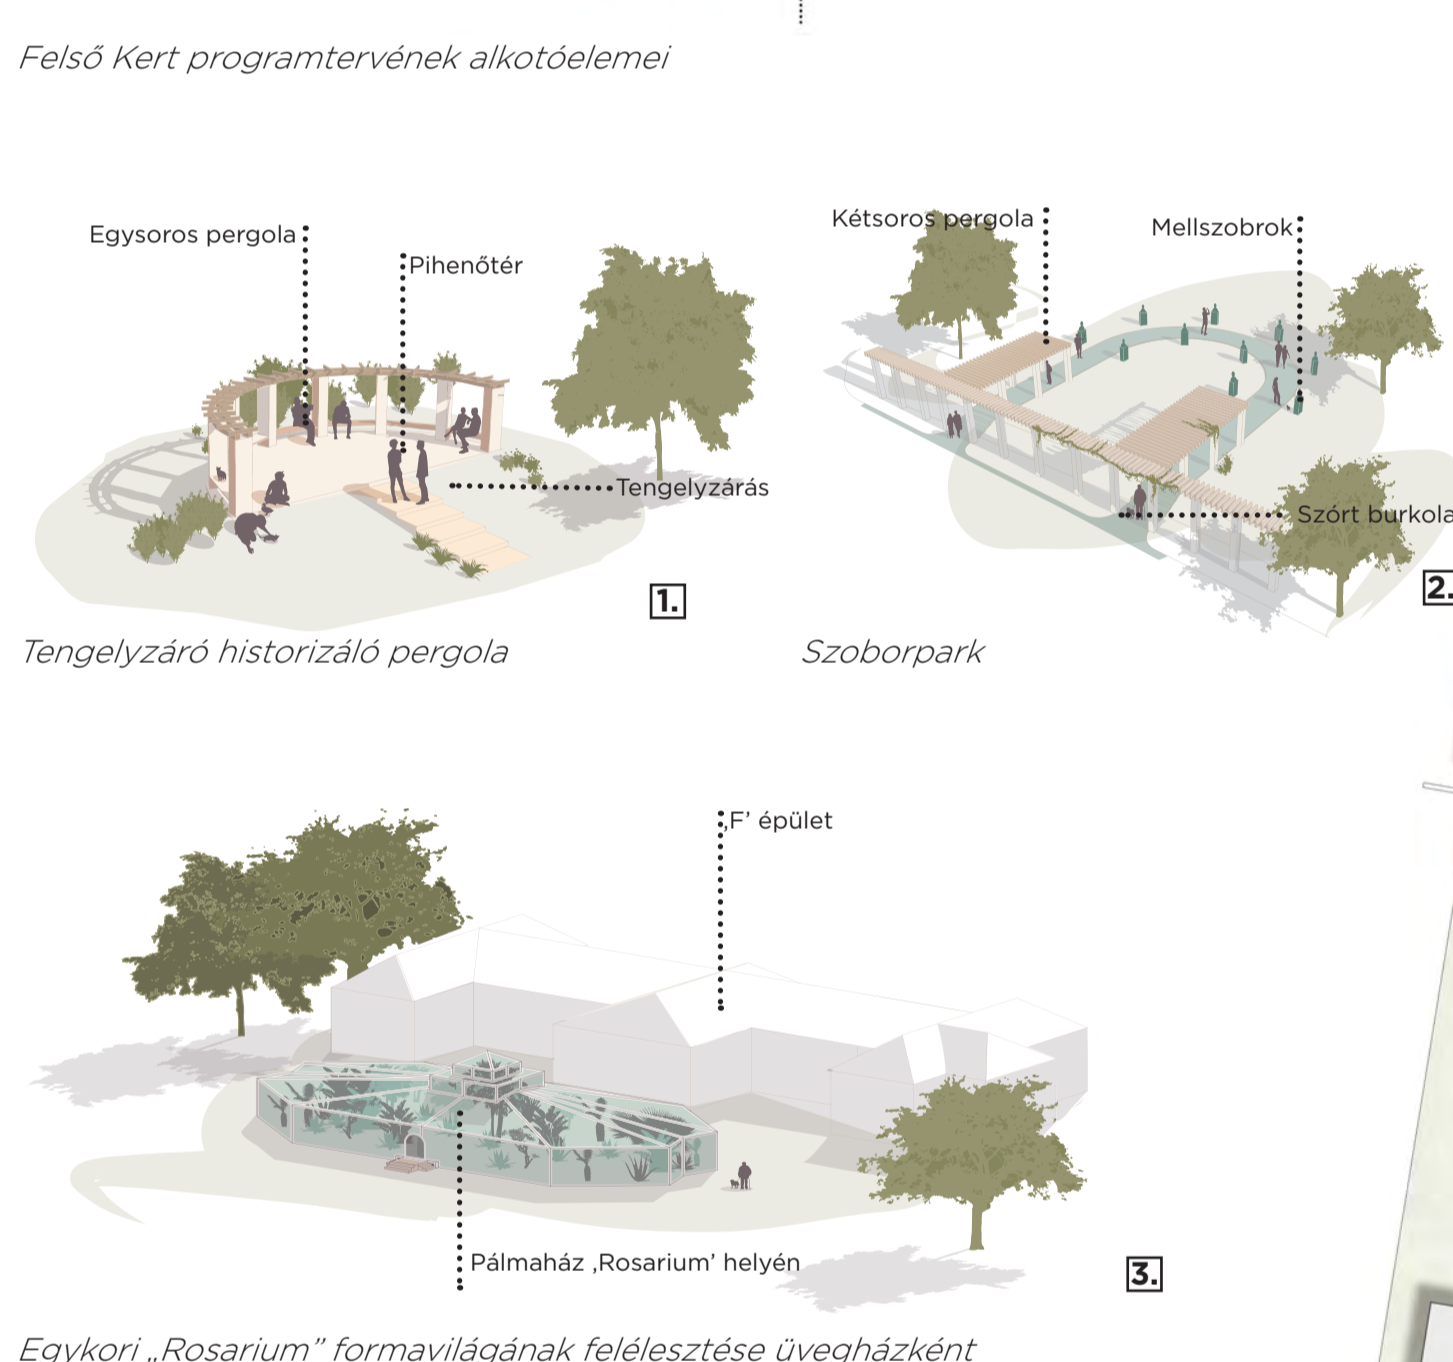 Felső Kert programtervének alkotóelemei
Egysoros pergola
Pihenőtér
Tengelyzárás
1.
Tengelyzáró historizáló pergola
Kétsoros pergola
Mellszobrok
Szórt burkola
2.
Szoborpark
‚F’ épület
Pálmaház ‚Rosarium’ helyén
3.
Egykori „Rosarium” formavilágának felélesztése üvegházként